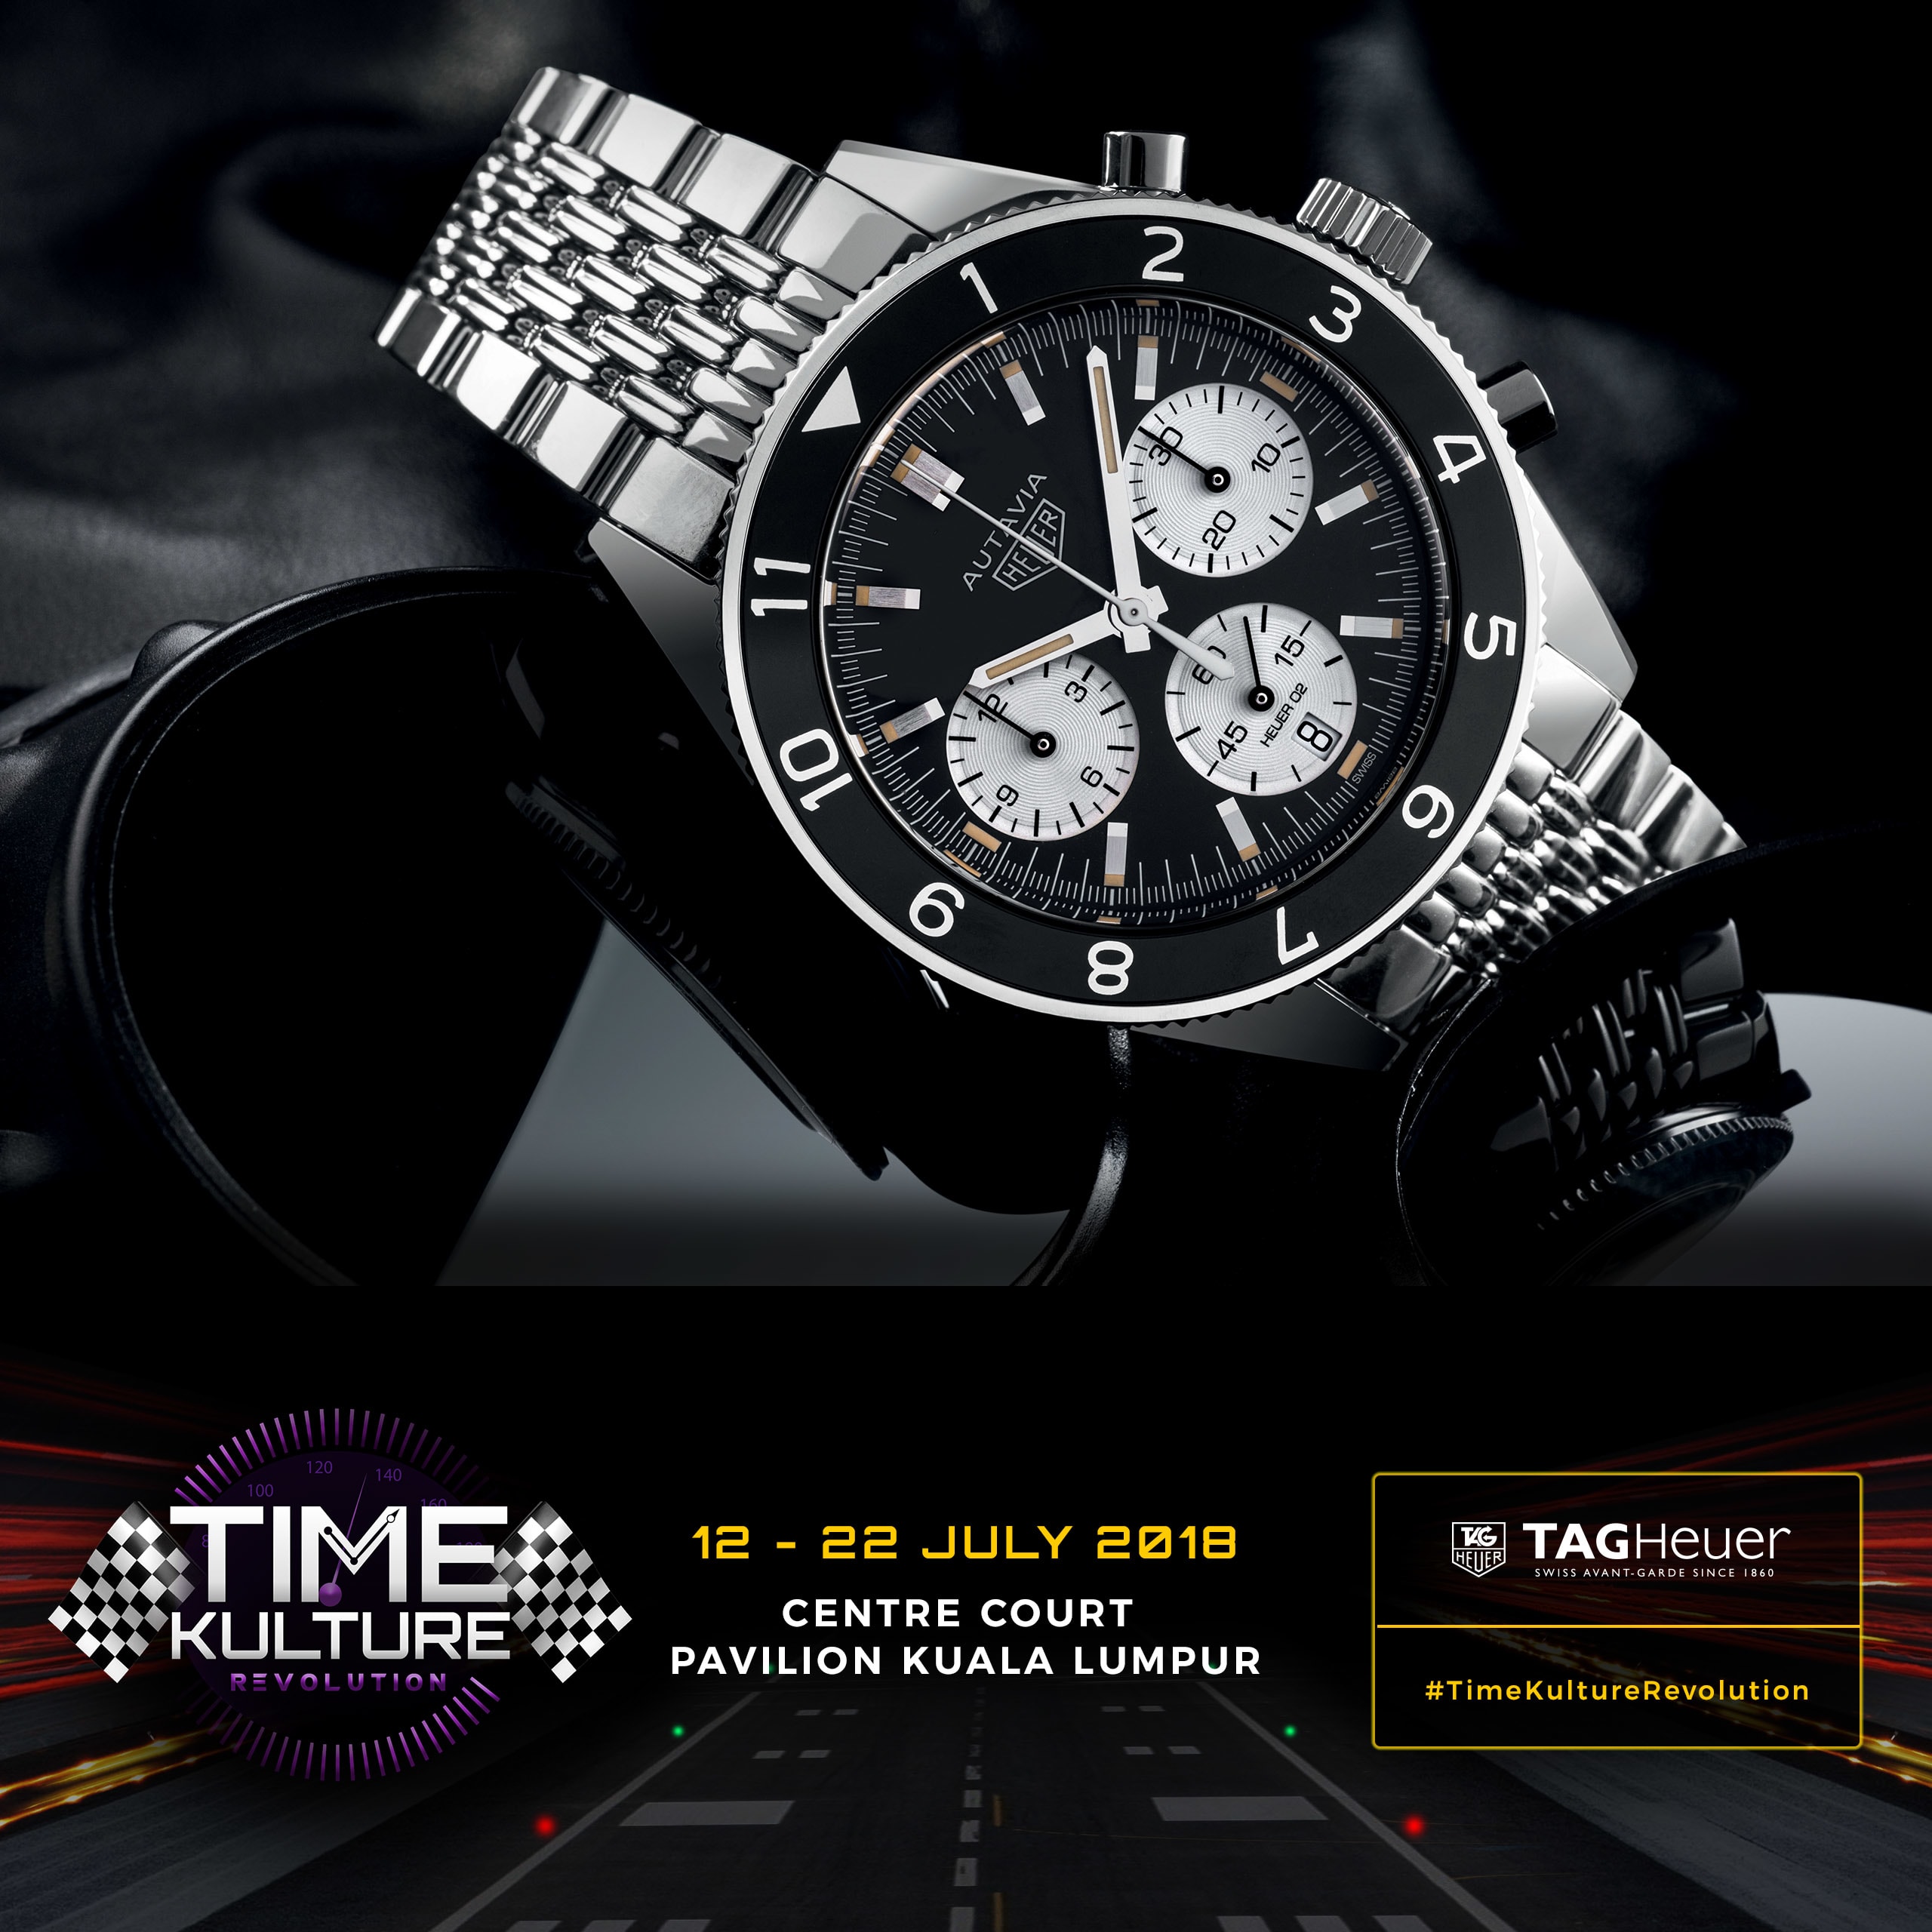 1
2
3
4
5
6
7
8
9
10
11
AUTAVIA
HEUER
30
10
20
60
15
45
HEUER 02
8
12
3
6
9
SWISS
100
120
140
160
TIME
KULTURE
REVOLUTION
12 - 22 JULY 2018
CENTRE COURT
PAVILION KUALA LUMPUR
TAG
HEUER
TAGHeuer
SWISS AVANT-GARDE SINCE 1860
#TimeKultureRevolution